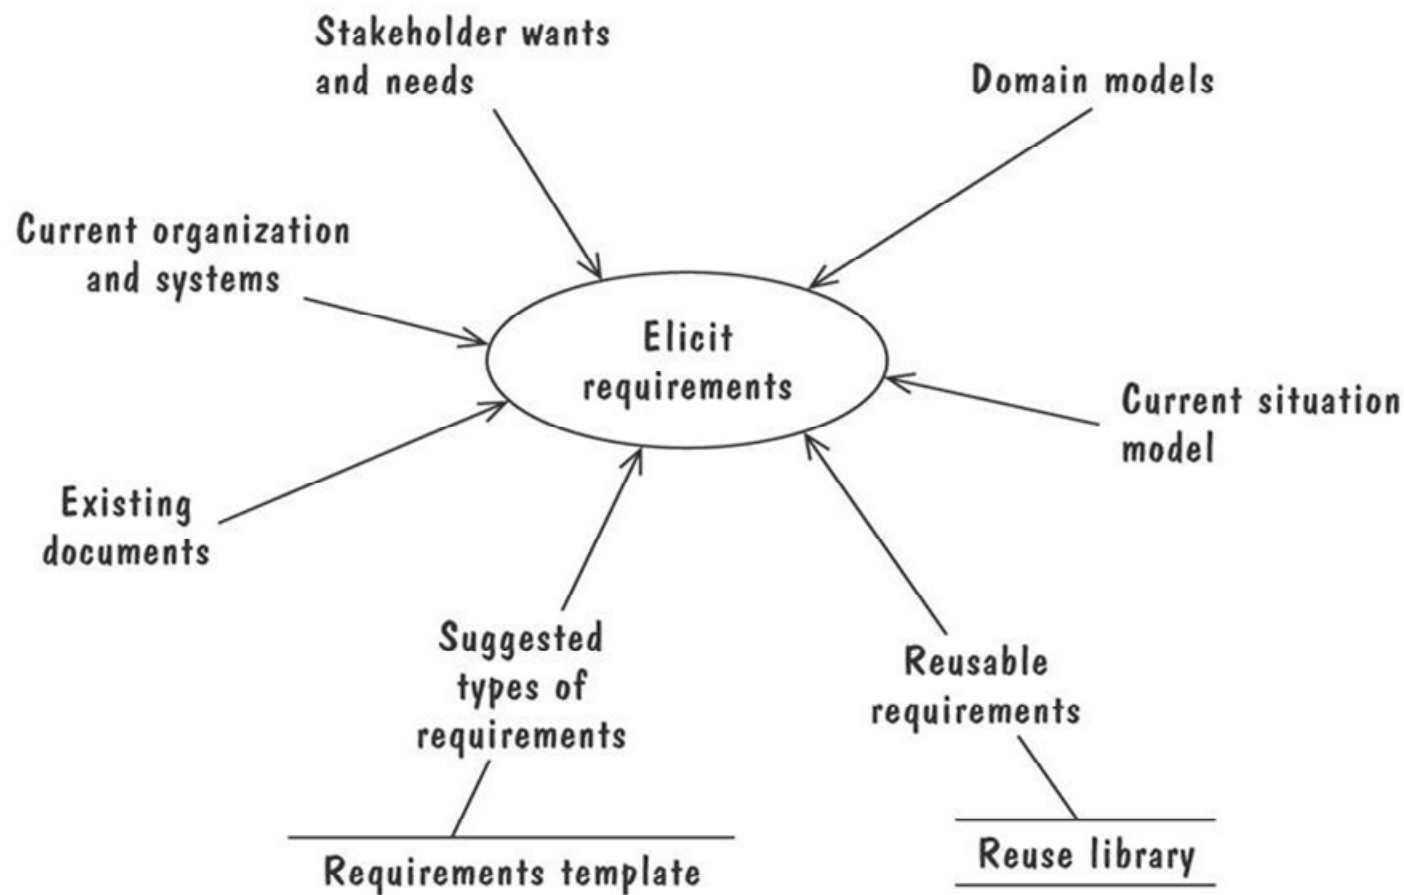 Stakeholder wants
and needs
Domain models
Current organization
and systems
Elicit
requirements
Current situation
model
Existing
documents
Suggested
types of
requirements
Reusable
requirements
Requirements template
Reuse library